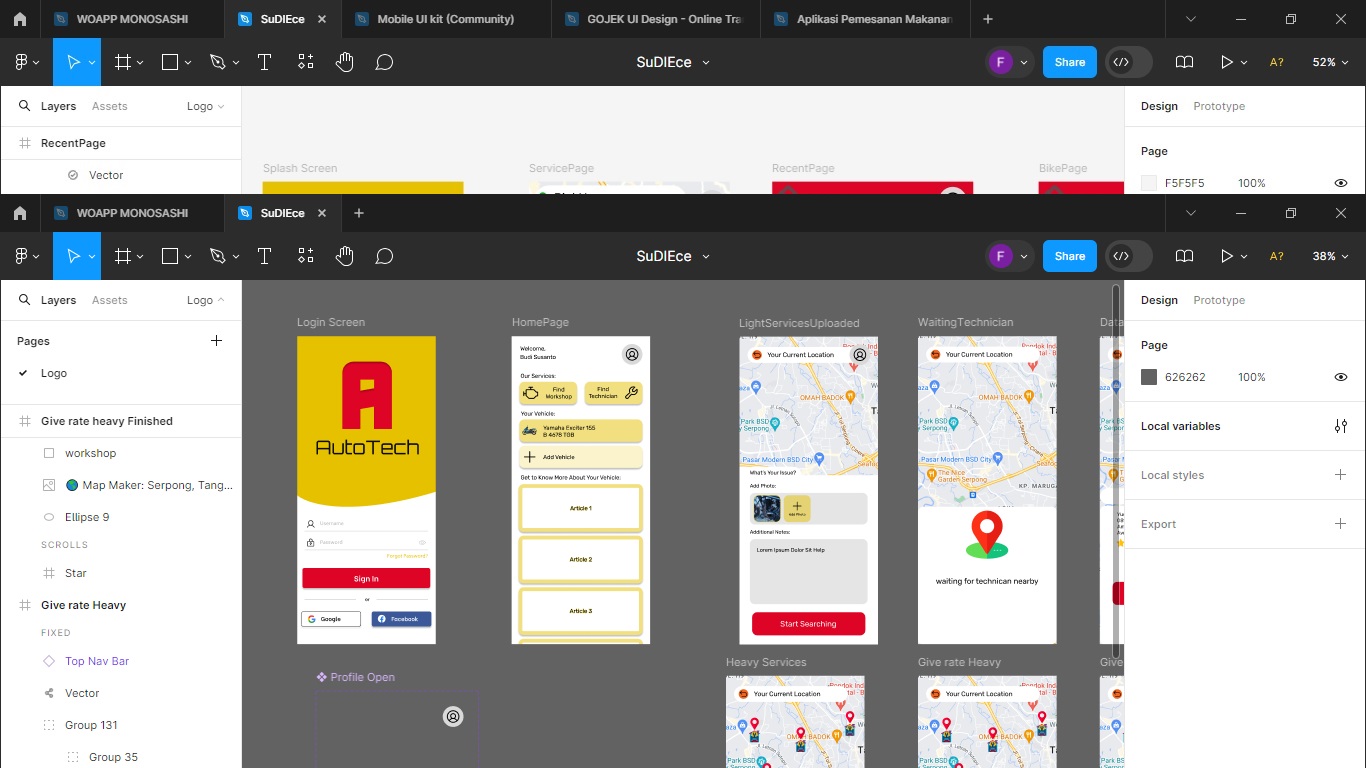 WOAPP MONOSASHI
SuDIEce
Mobile UI kit (Community)
GOJEK UI Design - Online Tra
Aplikasi Pemesanan Makanan
SuDIEce
F
Share
A?
52%
Layers
Assets
Logo
Design
Prototype
RecentPage
Page
Splash Screen
ServicePage
RecentPage
BikePage
Vector
F5F5F5
100%
WOAPP MONOSASHI
SuDIEce
SuDIEce
F
Share
A?
38%
Layers
Assets
Logo
Design
Prototype
Pages
Page
Logo
626262
100%
Give rate heavy Finished
Local variables
workshop
Map Maker: Serpong, Tang...
Local styles
Ellipse 9
Export
SCROLLS
Star
Give rate Heavy
FIXED
Top Nav Bar
Vector
Group 131
Group 35
Login Screen
AutoTech
Username
Password
Forgot Password?
Sign In
or
Google
Facebook
Profile Open
HomePage
Welcome,
Budi Susanto
Our Services:
Find
Workshop
Find
Technician
Your Vehicle:
Yamaha Exciter 155
B 4678 TGB
Add Vehicle
Get to Know More About Your Vehicle:
Article 1
Article 2
Article 3
LightServicesUploaded
Your Current Location
OMAH BADOK
Park BSD
Serpong
Pasar Modern BSD City
What's Your Issue?
Add Photo:
Add Photo
Additional Notes:
Lorem Ipsum Dolor Sit Help
Start Searching
WaitingTechnician
Your Current Location
OMAH BADOK
Park BSD
Serpong
Pasar Modern BSD City
The Nice
Garden Serpong
KP. MARUGA
waiting for technican nearby
Data
Heavy Services
Your Current Location
OMAH BADOK
Park BSD
Serpong
Give rate Heavy
Your Current Location
OMAH BADOK
Park BSD
Serpong
Give